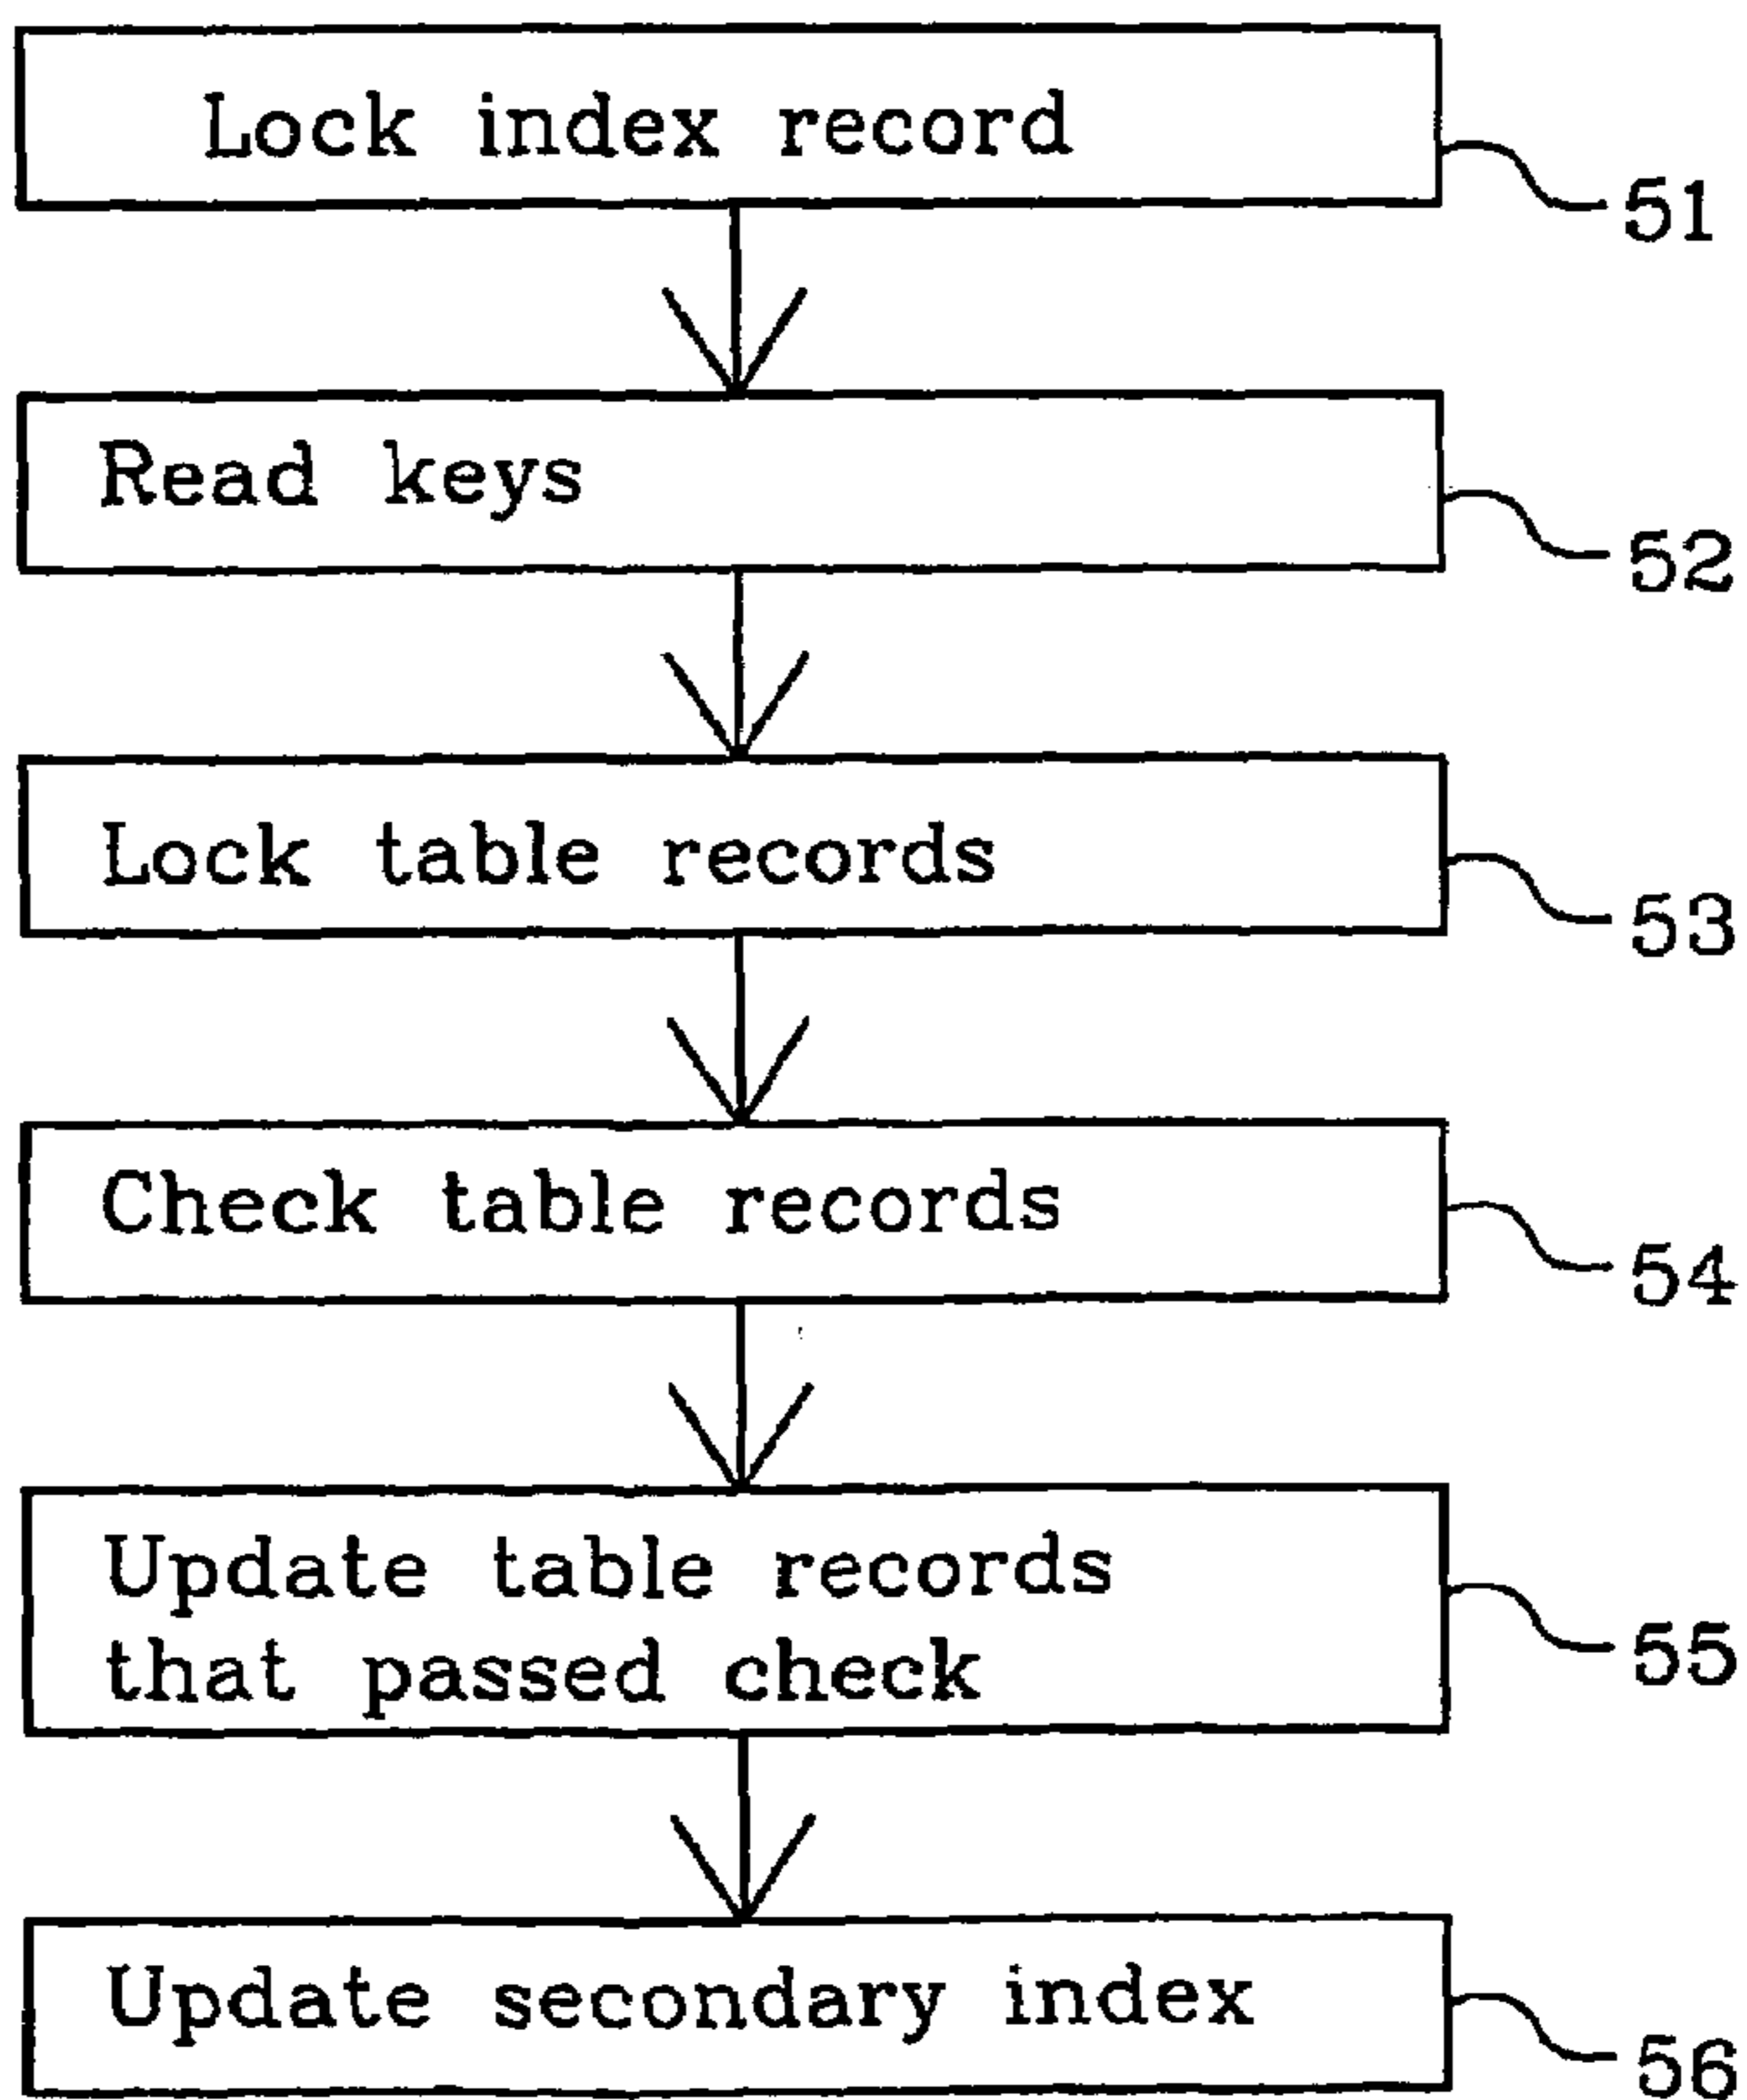 Lock index record
51
Read keys
52
Lock table records
53
Check table records
54
Update table records
that passed check
55
Update secondary index
56